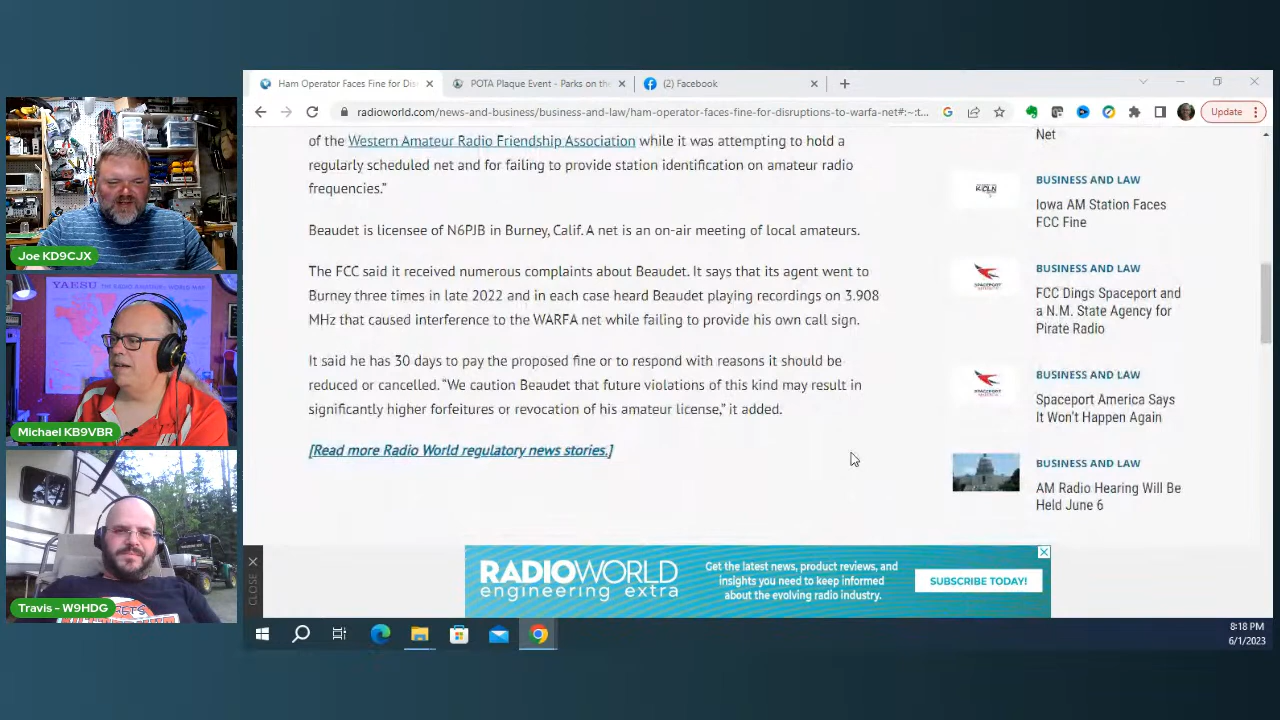 Ham Operator Faces Fine for Dis
POTA Plaque Event - Parks on th
(2) Facebook
radioworld.com/news-and-business/business-and-law/ham-operator-faces-fine-for-disruptions-to-warfa-net#:~:t...
Update
of the Western Amateur Radio Friendship Association while it was attempting to hold a
regularly scheduled net and for failing to provide station identification on amateur radio
frequencies.”
Beaudet is licensee of N6PJB in Burney, Calif. A net is an on-air meeting of local amateurs.
The FCC said it received numerous complaints about Beaudet. It says that its agent went to
Burney three times in late 2022 and in each case heard Beaudet playing recordings on 3.908
MHz that caused interference to the WARFA net while failing to provide his own call sign.
It said he has 30 days to pay the proposed fine or to respond with reasons it should be
reduced or cancelled. “We caution Beaudet that future violations of this kind may result in
significantly higher forfeitures or revocation of his amateur license,” it added.
[Read more Radio World regulatory news stories.]
Net
BUSINESS AND LAW
Iowa AM Station Faces
FCC Fine
BUSINESS AND LAW
FCC Dings Spaceport and
a N.M. State Agency for
Pirate Radio
BUSINESS AND LAW
Spaceport America Says
It Won't Happen Again
BUSINESS AND LAW
AM Radio Hearing Will Be
Held June 6
CLOSE
RADIOWORLD
engineering extra
Get the latest news, product reviews, and
insights you need to keep informed
about the evolving radio industry.
SUBSCRIBE TODAY!
8:18 PM
6/1/2023
Joe KD9CJX
YAESU
Michael KB9VBR
Travis - W9HDG